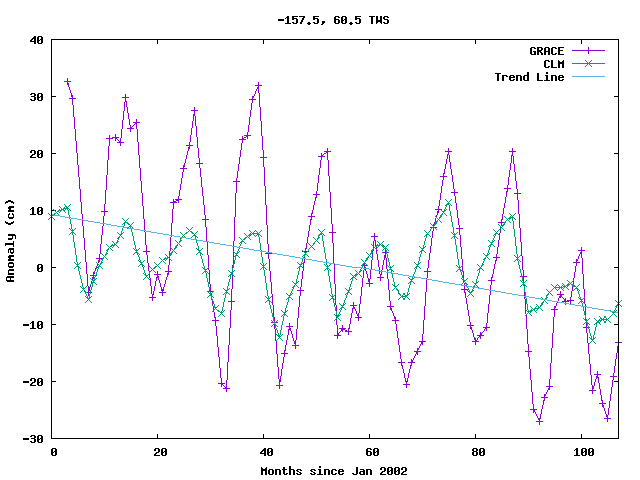 -157.5, 60.5 TWS
GRACE
CLM
Trend Line
40
30
20
10
0
-10
-20
-30
Anomaly (cm)
0 20 40 60 80 100
Months since Jan 2002